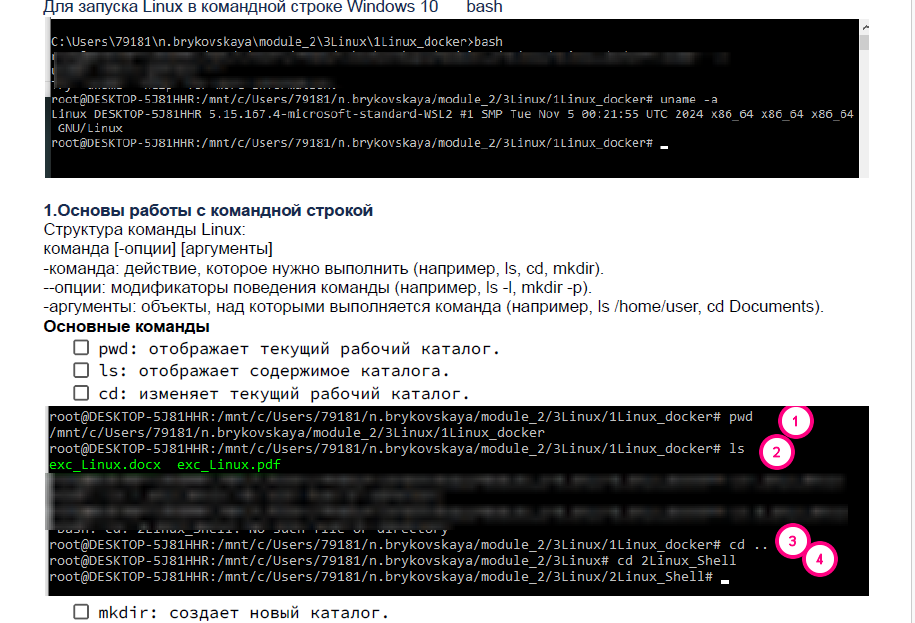 Для запуска Linux в командной строке Windows 10 bash
C:\Users\79181\n.brykovskaya\module_2\3Linux\1Linux_docker>bash
root@DESKTOP-5J81HHR:/mnt/c/Users/79181/n.brykovskaya/module_2/3Linux/1Linux_docker# uname -a
Linux DESKTOP-5J81HHR 5.15.167.4-microsoft-standard-WSL2 #1 SMP Tue Nov 5 00:21:55 UTC 2024 x86_64 x86_64 x86_64
GNU/Linux
root@DESKTOP-5J81HHR:/mnt/c/Users/79181/n.brykovskaya/module_2/3Linux/1Linux_docker#
1.Основы работы с командной строкой
Структура команды Linux:
команда [-опции] [аргументы]
-команда: действие, которое нужно выполнить (например, ls, cd, mkdir).
--опции: модификаторы поведения команды (например, ls -l, mkdir -p).
-аргументы: объекты, над которыми выполняется команда (например, ls /home/user, cd Documents).
Основные команды
pwd: отображает текущий рабочий каталог.
ls: отображает содержимое каталога.
cd: изменяет текущий рабочий каталог.
root@DESKTOP-5J81HHR:/mnt/c/Users/79181/n.brykovskaya/module_2/3Linux/1Linux_docker# pwd 1
/mnt/c/Users/79181/n.brykovskaya/module_2/3Linux/1Linux_docker
root@DESKTOP-5J81HHR:/mnt/c/Users/79181/n.brykovskaya/module_2/3Linux/1Linux_docker# ls 2
exc_Linux.docx exc_Linux.pdf
bash: cd: 2Linux_Shell: No such file or directory
root@DESKTOP-5J81HHR:/mnt/c/Users/79181/n.brykovskaya/module_2/3Linux/1Linux_docker# cd .. 3
root@DESKTOP-5J81HHR:/mnt/c/Users/79181/n.brykovskaya/module_2/3Linux# cd 2Linux_Shell 4
root@DESKTOP-5J81HHR:/mnt/c/Users/79181/n.brykovskaya/module_2/3Linux/2Linux_Shell#
mkdir: создает новый каталог.